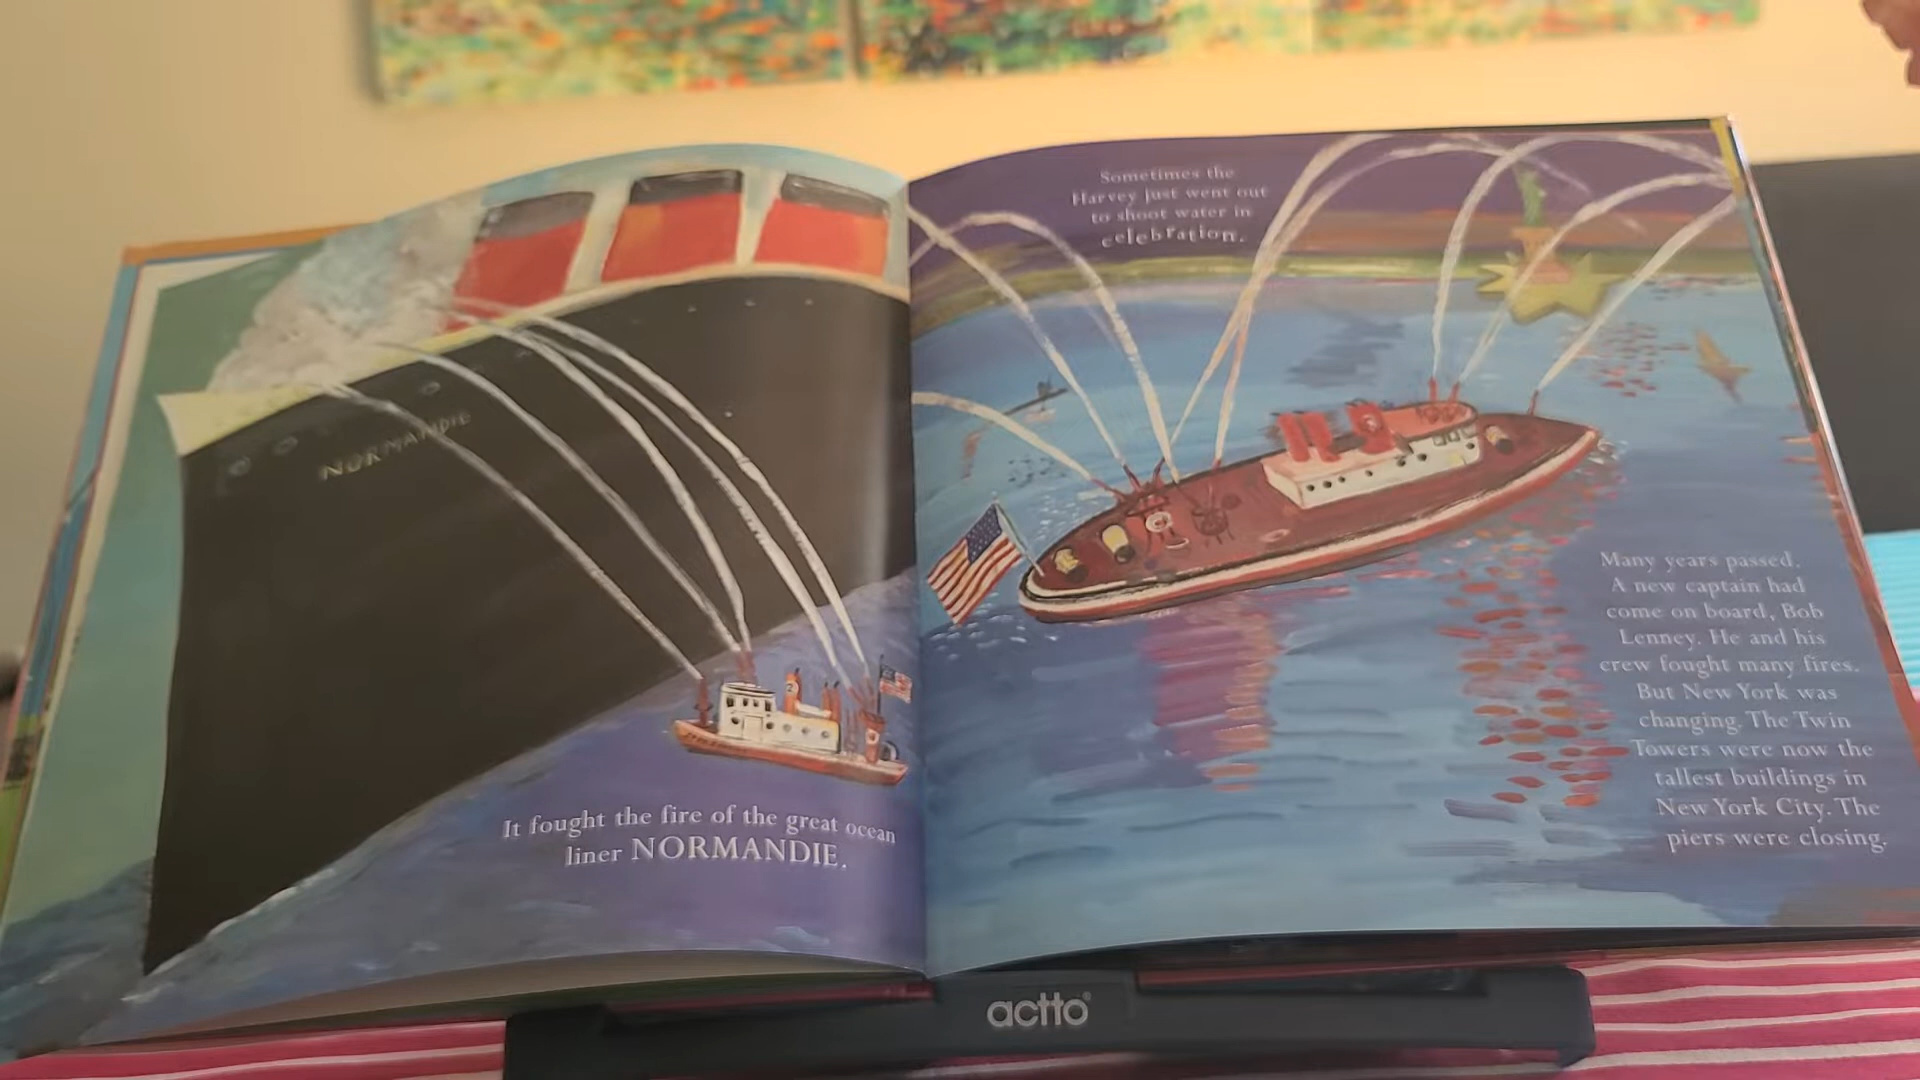 NORMANDIE
It fought the fire of the great ocean
liner NORMANDIE.
Sometimes the
Harvey just went out
to shoot water in
celebration.
Many years passed.
A new captain had
come on board, Bob
Lenney. He and his
crew fought many fires.
But New York was
changing. The Twin
Towers were now the
tallest buildings in
New York City. The
piers were closing.
actto